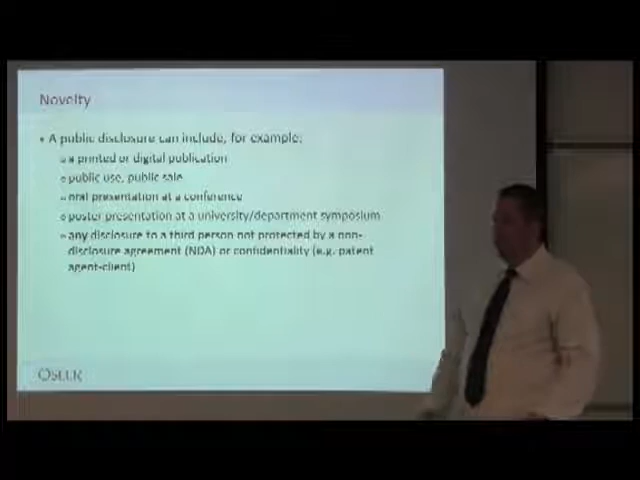 Novelty
• A public disclosure can include, for example:
a printed or digital publication
public use, public sale
oral presentation at a conference
poster presentation at a university/department symposium
any disclosure to a third person not protected by a non-
disclosure agreement (NDA) or confidentiality (e.g. patent
agent-client)
OSLER